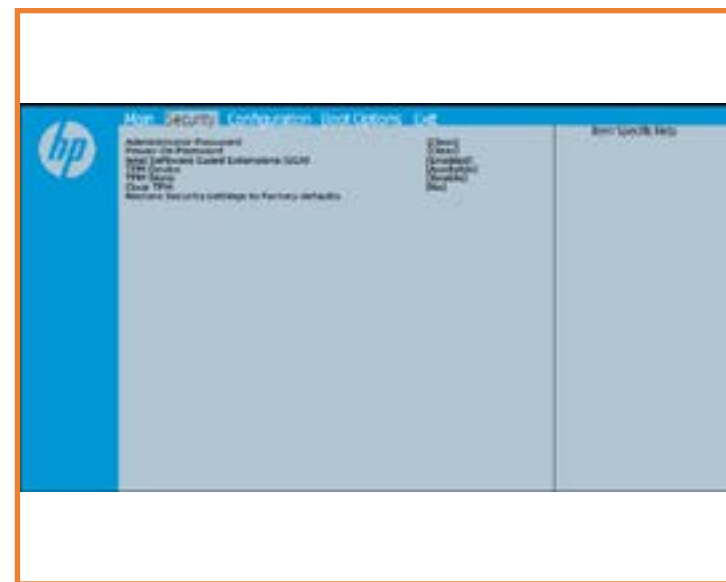 hp
Main Security Configuration Boot Options Exit
Item Specific Help
Administrator Password [Clear]
Power-On Password [Clear]
Intel Software Guard Extensions (SGX) [Enabled]
TPM Device [Available]
TPM State [Enable]
Clear TPM [No]
Restore Security settings to Factory defaults